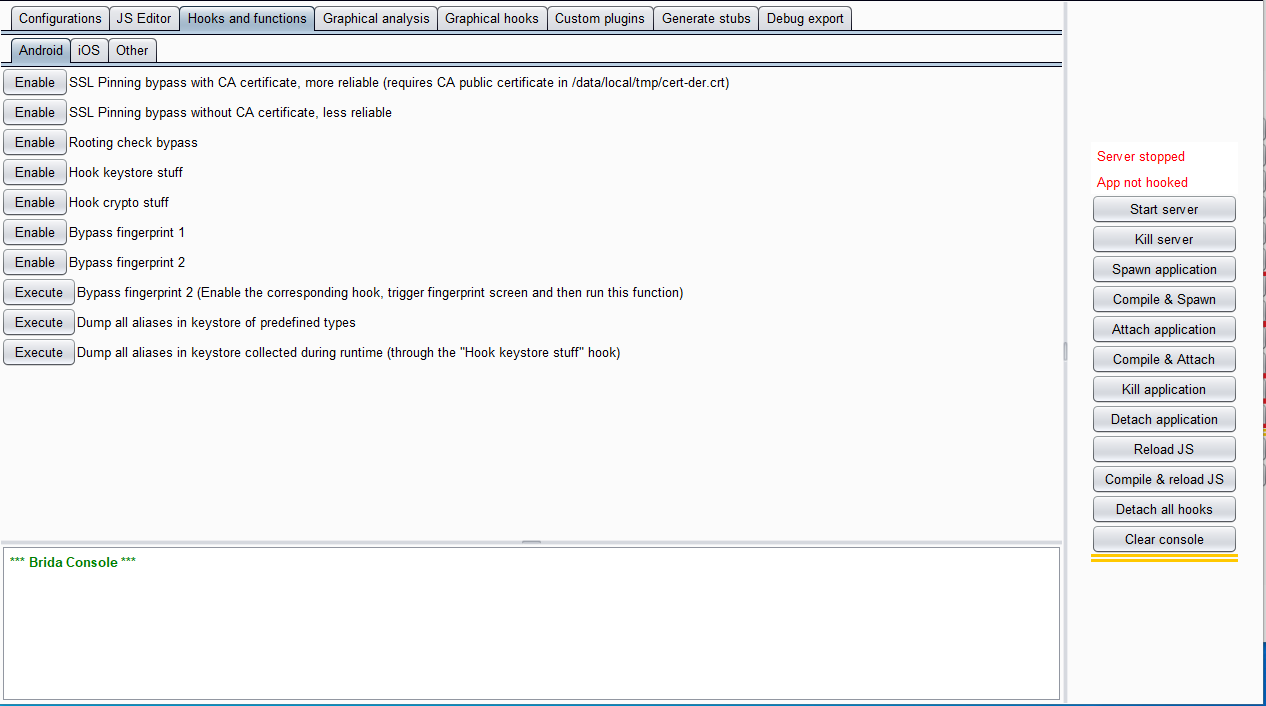 Configurations JS Editor Hooks and functions Graphical analysis Graphical hooks Custom plugins Generate stubs Debug export
Android iOS Other
Enable SSL Pinning bypass with CA certificate, more reliable (requires CA public certificate in /data/local/tmp/cert-der.crt)
Enable SSL Pinning bypass without CA certificate, less reliable
Enable Rooting check bypass
Enable Hook keystore stuff
Enable Hook crypto stuff
Enable Bypass fingerprint 1
Enable Bypass fingerprint 2
Execute Bypass fingerprint 2 (Enable the corresponding hook, trigger fingerprint screen and then run this function)
Execute Dump all aliases in keystore of predefined types
Execute Dump all aliases in keystore collected during runtime (through the "Hook keystore stuff" hook)
*** Brida Console ***
Server stopped
App not hooked
Start server
Kill server
Spawn application
Compile & Spawn
Attach application
Compile & Attach
Kill application
Detach application
Reload JS
Compile & reload JS
Detach all hooks
Clear console